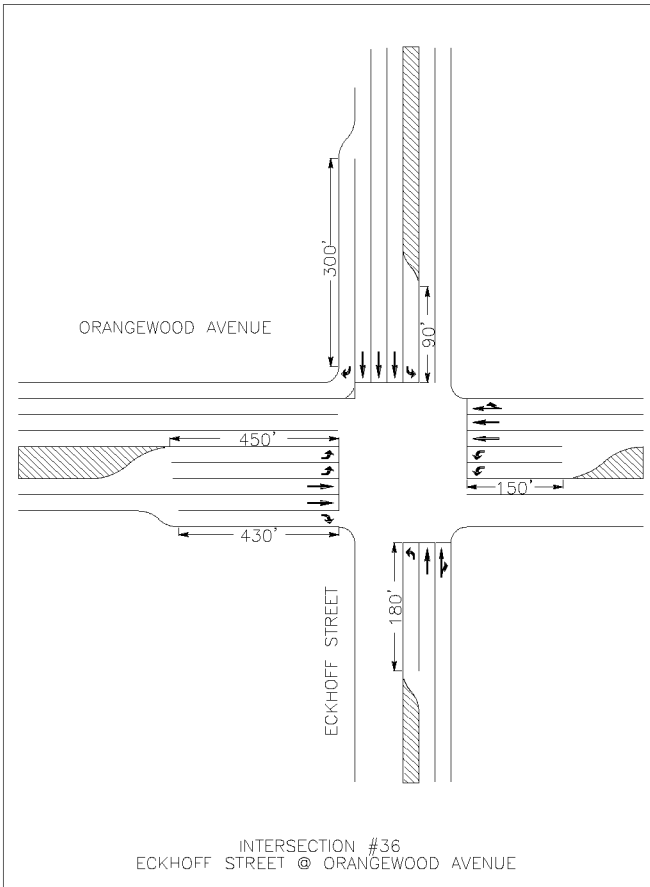 300'
ORANGEWOOD AVENUE
90'
450'
150'
430'
180'
ECKHOFF STREET
INTERSECTION #36
ECKHOFF STREET @ ORANGEWOOD AVENUE